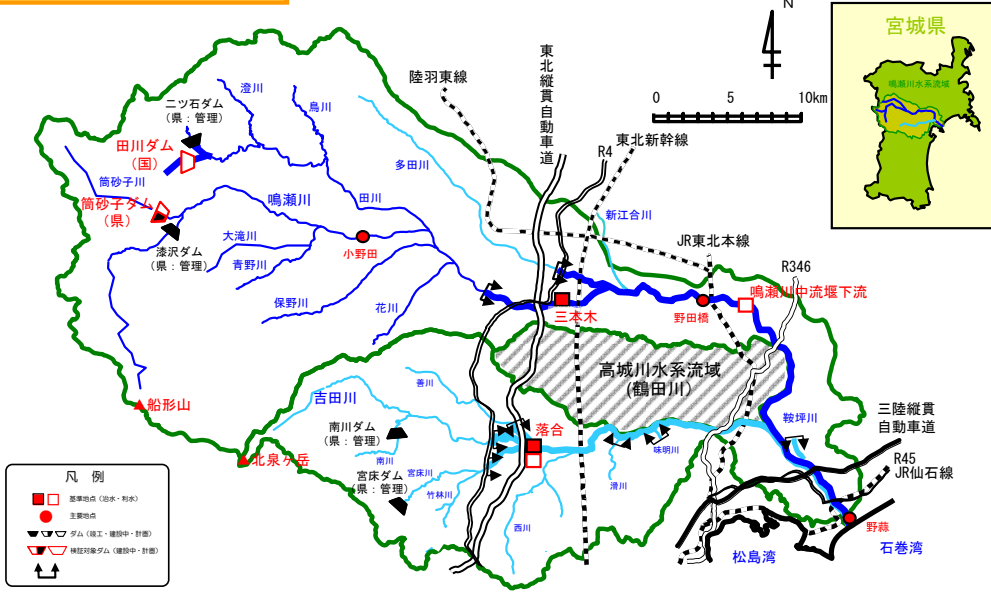 N
0 5 10km
宮城県
鳴瀬川水系流域
東北縦貫自動車道
陸羽東線
東北新幹線
R4
澄川
鳥川
二ツ石ダム
(県：管理)
田川ダム
(国)
多田川
筒砂子川
筒砂子ダム
(県)
鳴瀬川
田川
新江合川
JR東北本線
R346
大滝川
漆沢ダム
(県：管理)
青野川
小野田
保野川
花川
三本木
野田橋
鳴瀬川中流堰下流
高城川水系流域
(鶴田川)
船形山
吉田川
善川
南川ダム
(県：管理)
落合
鞍坪川
三陸縦貫
自動車道
北泉ヶ岳
南川
宮床川
宮床ダム
(県：管理)
竹林川
味明川
滑川
西川
R45
JR仙石線
野蒜
松島湾
石巻湾
凡 例
基準地点（治水・利水）
主要地点
ダム（竣工・建設中・計画）
検証対象ダム（建設中・計画）